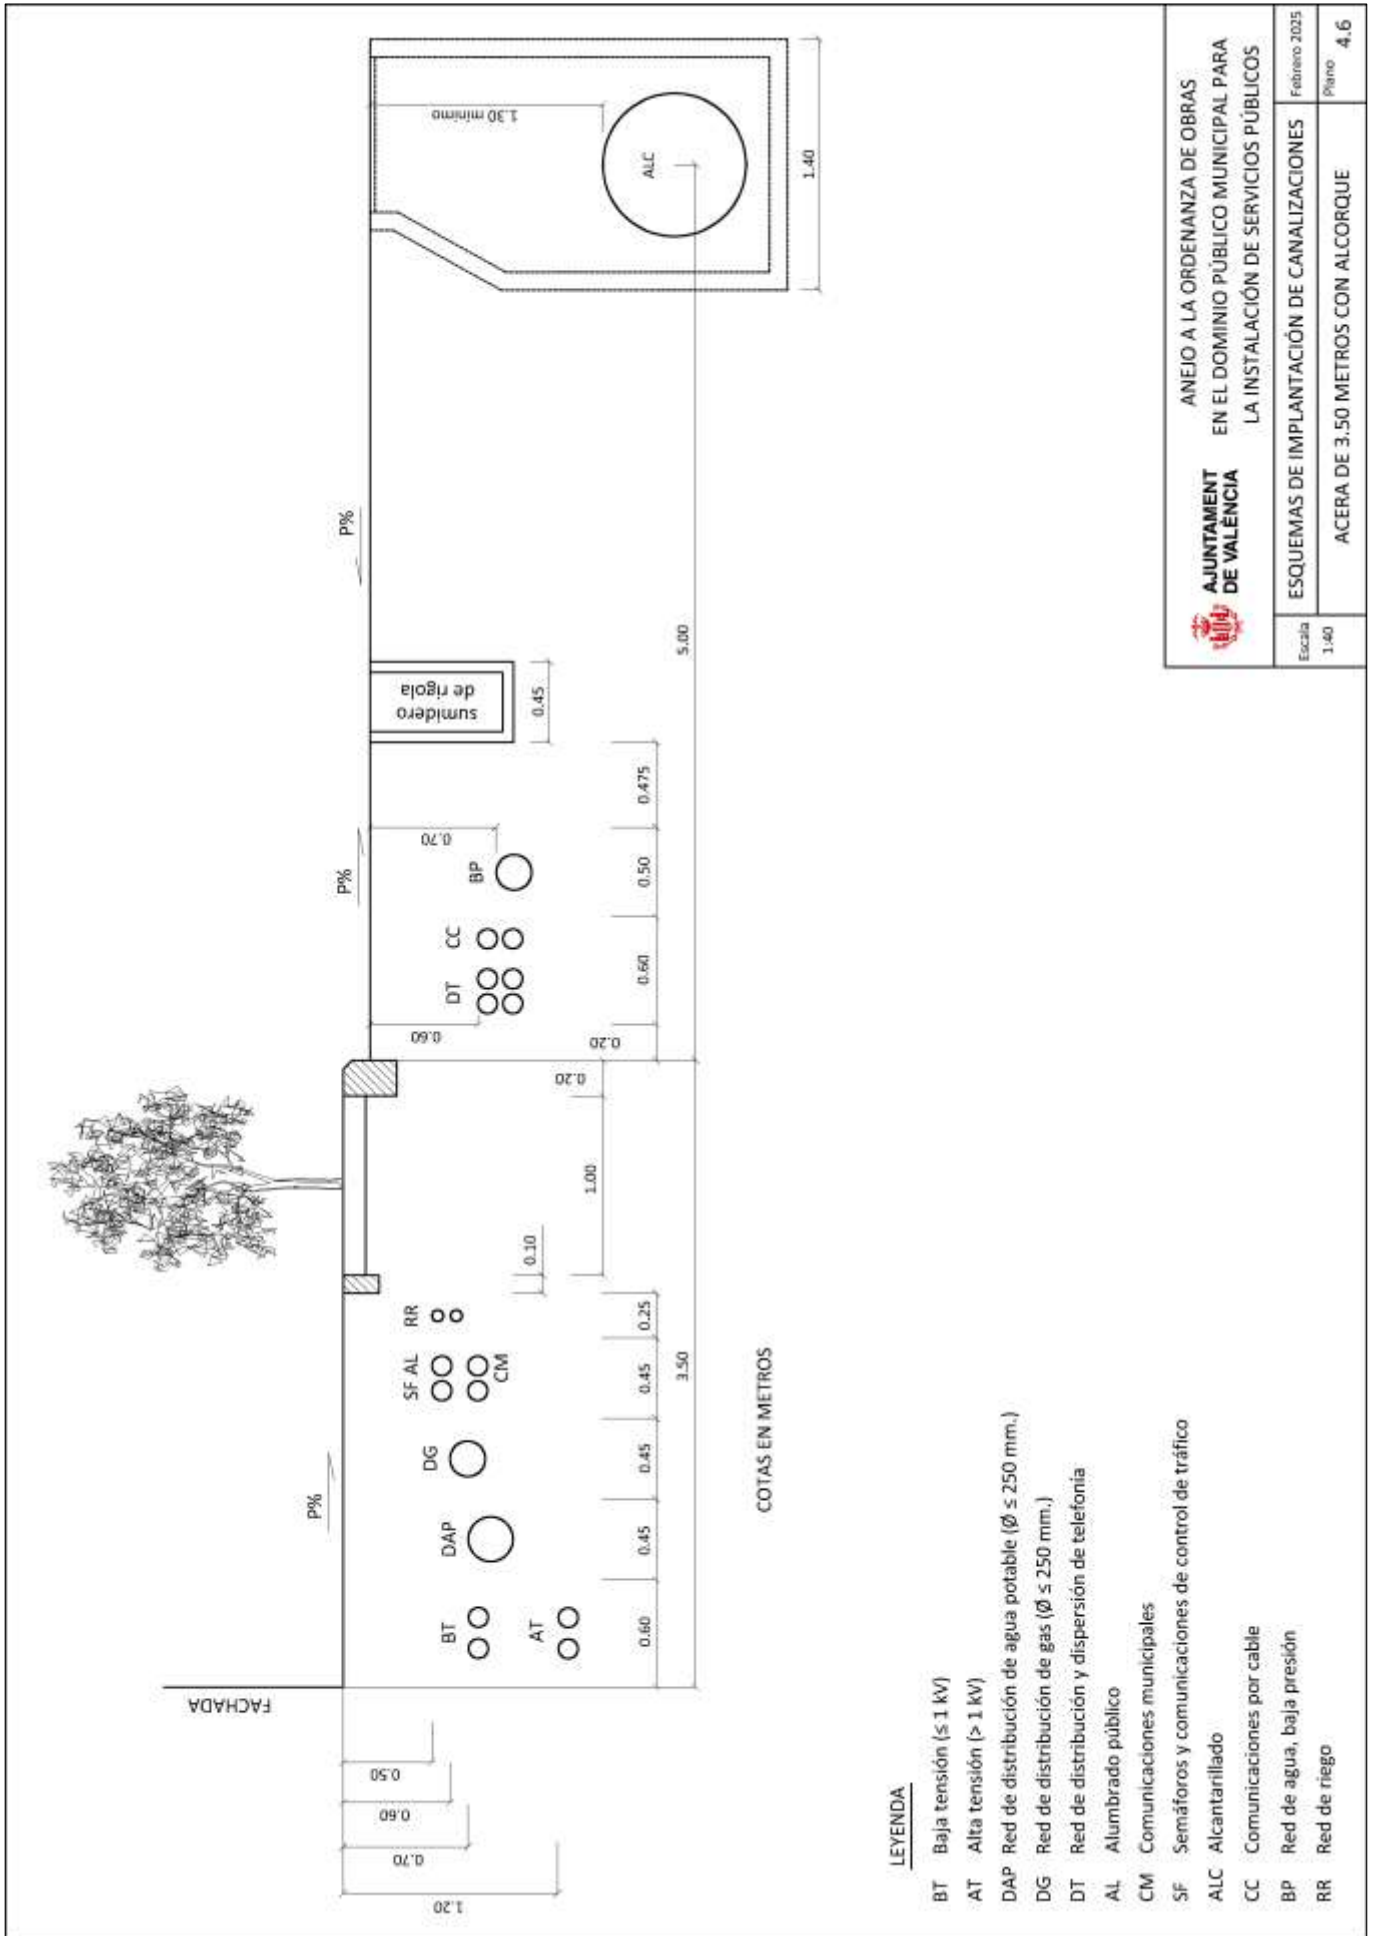 FACHADA
P%
P%
P%
BT
AT
DAP
DG
SF AL
CM
RR
DT
CC
BP
sumidero
de rigola
ALC
1.30 mínimo
0.50
0.60
0.70
1.20
0.60
0.70
0.10
1.00
0.20
0.20
0.45
1.40
0.60
0.45
0.45
0.45
0.25
0.60
0.50
0.475
3.50
5.00
COTAS EN METROS
LEYENDA
BT Baja tensión (≤ 1 kV)
AT Alta tensión (> 1 kV)
DAP Red de distribución de agua potable (Ø ≤ 250 mm.)
DG Red de distribución de gas (Ø ≤ 250 mm.)
DT Red de distribución y dispersión de telefonía
AL Alumbrado público
CM Comunicaciones municipales
SF Semáforos y comunicaciones de control de tráfico
ALC Alcantarillado
CC Comunicaciones por cable
BP Red de agua, baja presión
RR Red de riego
AJUNTAMENT
DE VALÈNCIA
ANEJO A LA ORDENANZA DE OBRAS
EN EL DOMINIO PÚBLICO MUNICIPAL PARA
LA INSTALACIÓN DE SERVICIOS PÚBLICOS
Escala
1:40
ESQUEMAS DE IMPLANTACIÓN DE CANALIZACIONES
Febrero 2025
ACERA DE 3.50 METROS CON ALCORQUE
Plano
4.6